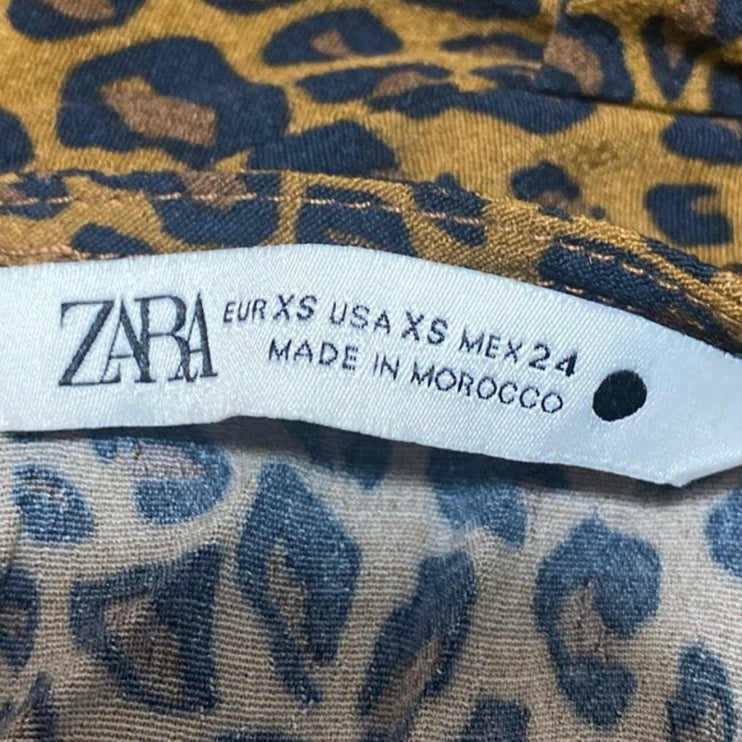 ZARA
EUR XS USA XS MEX 24
MADE IN MOROCCO